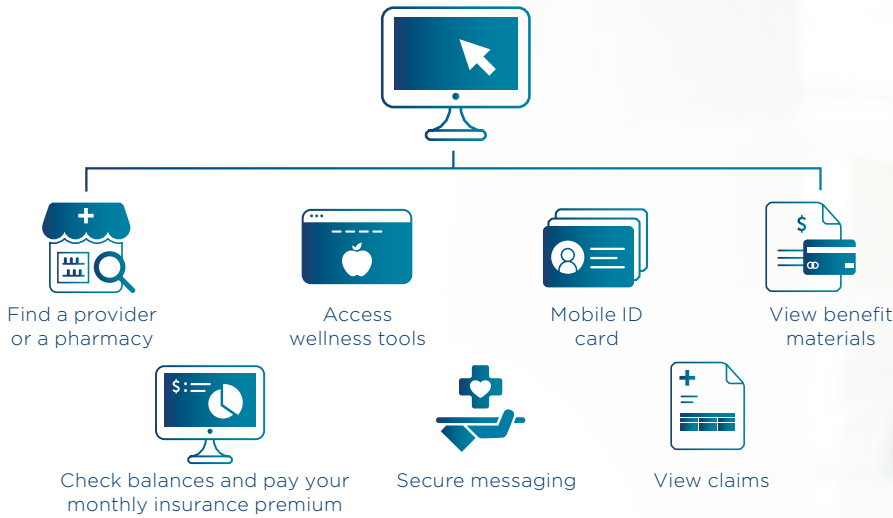 Find a provider
or a pharmacy
Access
wellness tools
Mobile ID
card
View benefit
materials
$
$:
Check balances and pay your
monthly insurance premium
Secure messaging
View claims